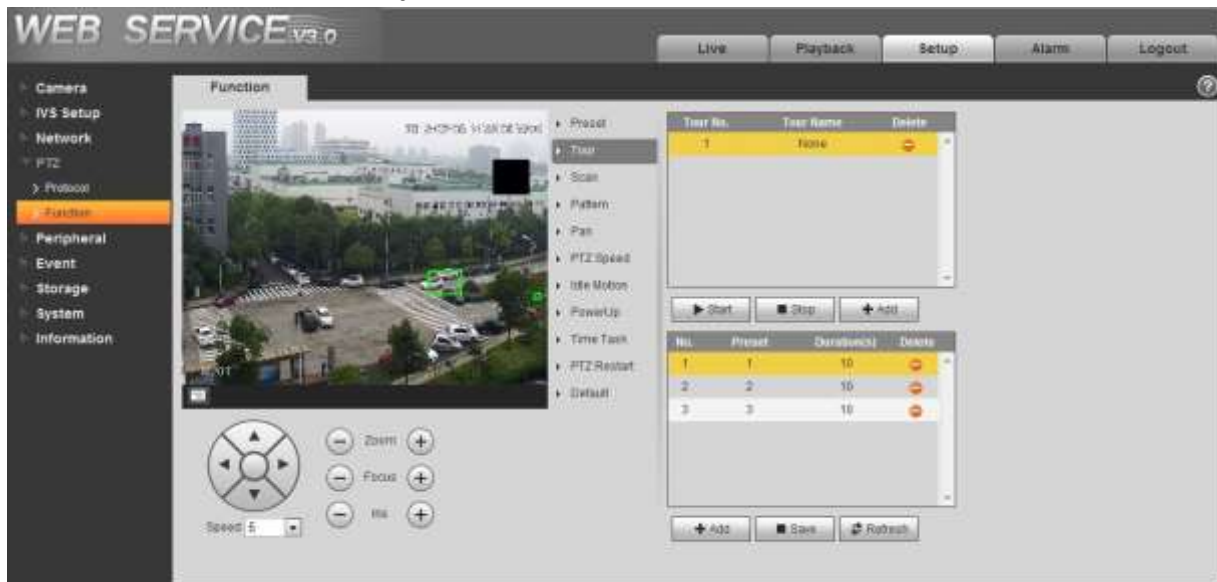 WEB SERVICE V3.0
Live Playback Setup Alarm Logout
Camera
IVS Setup
Network
PTZ
Protocol
Function
Peripheral
Event
Storage
System
Information
Function
Preset
Tour
Scan
Pattern
Pan
PTZ Speed
Idle Motion
PowerUp
Time Task
PTZ Restart
Default
Zoom
Focus
Iris
Speed 5
Tour No. Tour Name Delete
1 None
Start Stop Add
No. Preset Duration(s) Delete
1 1 10
2 2 10
3 3 10
Add Save Refresh